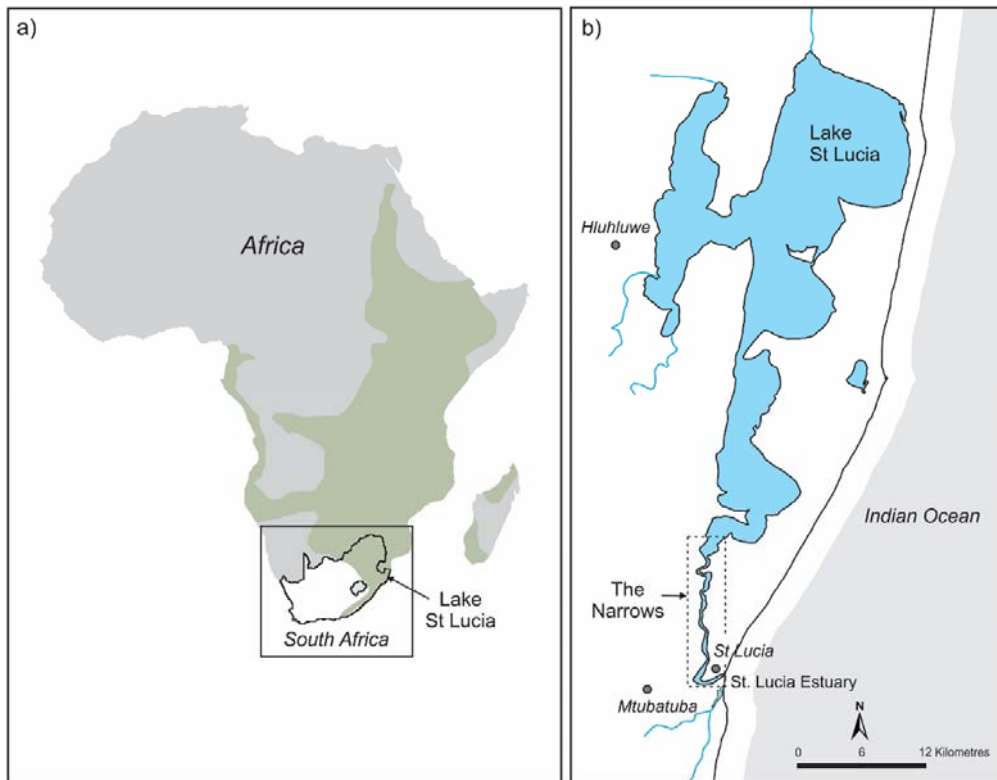 a)
Africa
Lake
St Lucia
South Africa
b)
Lake
St Lucia
Hluhluwe
Indian Ocean
The
Narrows
St Lucia
St. Lucia Estuary
Mtubatuba
N
0 6 12 Kilometres